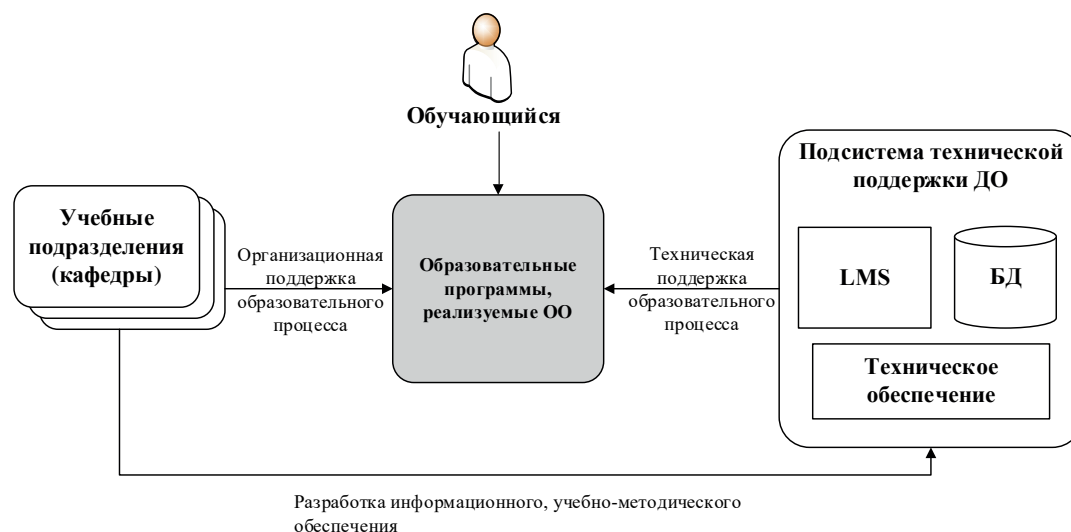 Обучающийся
Учебные
подразделения
(кафедры)
Организационная
поддержка
образовательного
процесса
Образовательные
программы,
реализуемые ОО
Техническая
поддержка
образовательного
процесса
Подсистема технической
поддержки ДО
LMS
БД
Техническое
обеспечение
Разработка информационного, учебно-методического
обеспечения